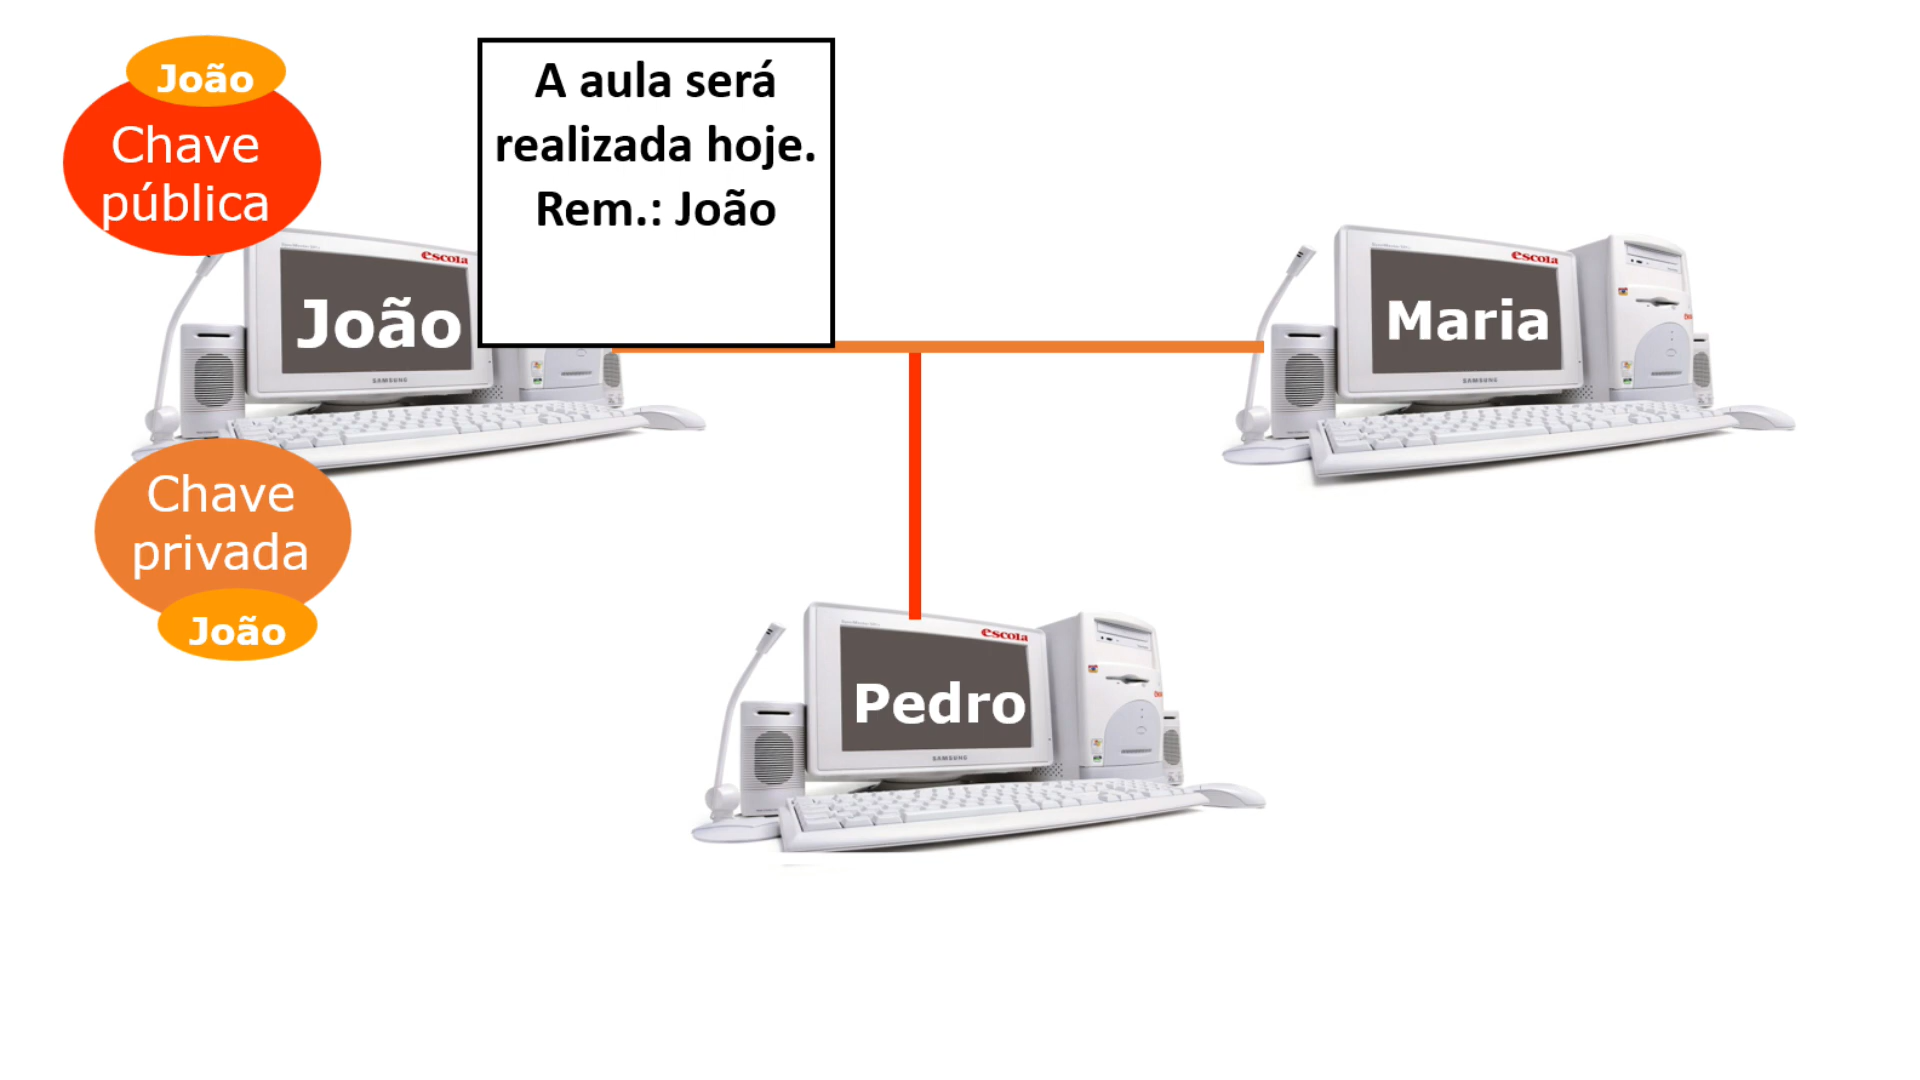 João
Chave
pública
A aula será
realizada hoje.
Rem.: João
escola
João
SAMSUNG
escola
Maria
SAMSUNG
Chave
privada
João
escola
Pedro
SAMSUNG